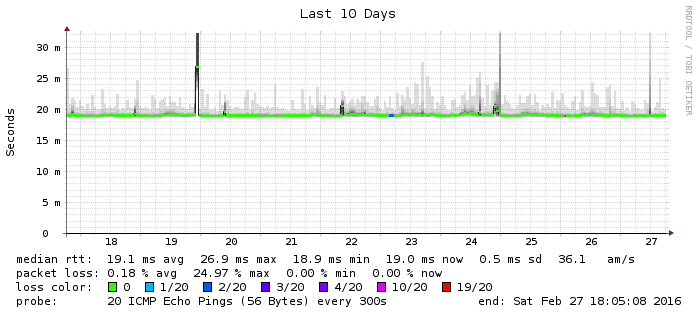 Last 10 Days
RRDTOOL / TOBI OETIKER
Seconds
30 m
25 m
20 m
15 m
10 m
5 m
0
18 19 20 21 22 23 24 25 26 27
median rtt: 19.1 ms avg 26.9 ms max 18.9 ms min 19.0 ms now 0.5 ms sd 36.1 am/s
packet loss: 0.18 % avg 24.97 % max 0.00 % min 0.00 % now
loss color: 0 1/20 2/20 3/20 4/20 10/20 19/20
probe: 20 ICMP Echo Pings (56 Bytes) every 300s end: Sat Feb 27 18:05:08 2016